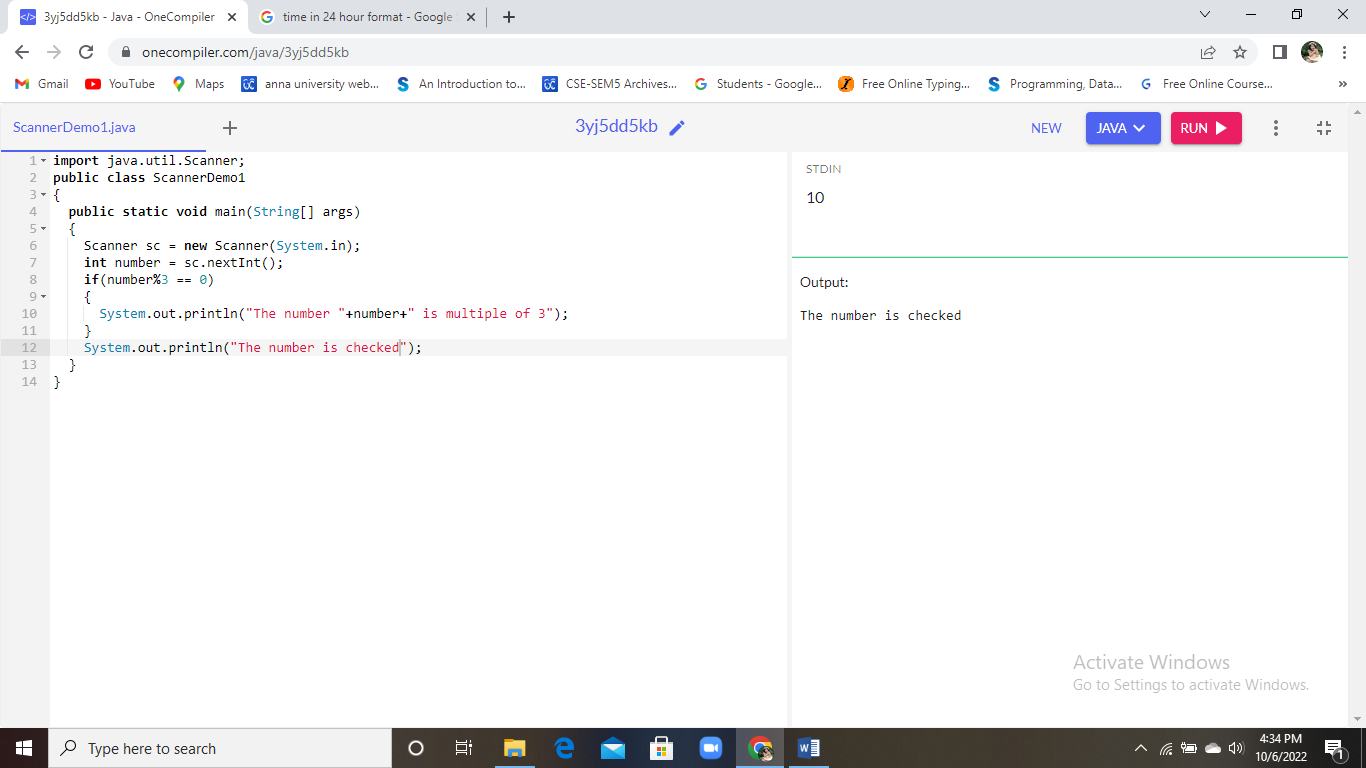 3yj5dd5kb - Java - OneCompiler
time in 24 hour format - Google
onecompiler.com/java/3yj5dd5kb
Gmail YouTube Maps anna university web... An Introduction to... CSE-SEM5 Archives... Students - Google... Free Online Typing... Programming, Data... Free Online Course... »
ScannerDemo1.java
3yj5dd5kb
NEW JAVA RUN
1 import java.util.Scanner;
2 public class ScannerDemo1
3 {
4 public static void main(String[] args)
5 {
6 Scanner sc = new Scanner(System.in);
7 int number = sc.nextInt();
8 if(number%3 == 0)
9 {
10 System.out.println("The number "+number+" is multiple of 3");
11 }
12 System.out.println("The number is checked");
13 }
14 }
STDIN
10
Output:
The number is checked
Activate Windows
Go to Settings to activate Windows.
Type here to search
4:34 PM
10/6/2022
1